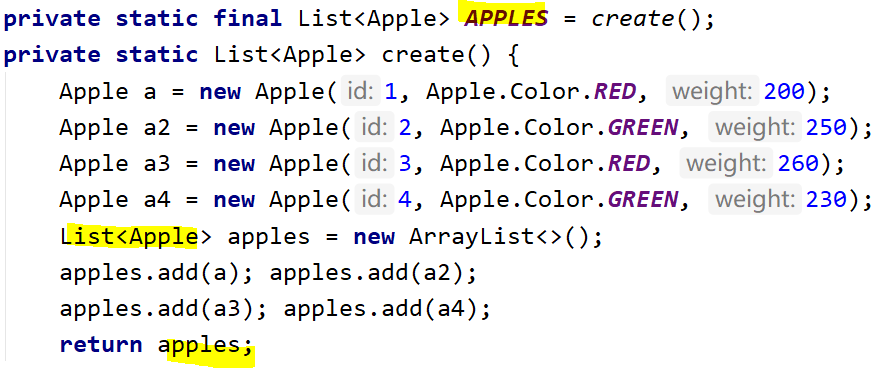 private static final List<Apple> APPLES = create();
private static List<Apple> create() {
Apple a = new Apple( id: 1, Apple.Color.RED, weight: 200);
Apple a2 = new Apple( id: 2, Apple.Color.GREEN, weight: 250);
Apple a3 = new Apple( id: 3, Apple.Color.RED, weight: 260);
Apple a4 = new Apple( id: 4, Apple.Color.GREEN, weight: 230);
List<Apple> apples = new ArrayList<>();
apples.add(a); apples.add(a2);
apples.add(a3); apples.add(a4);
return apples;